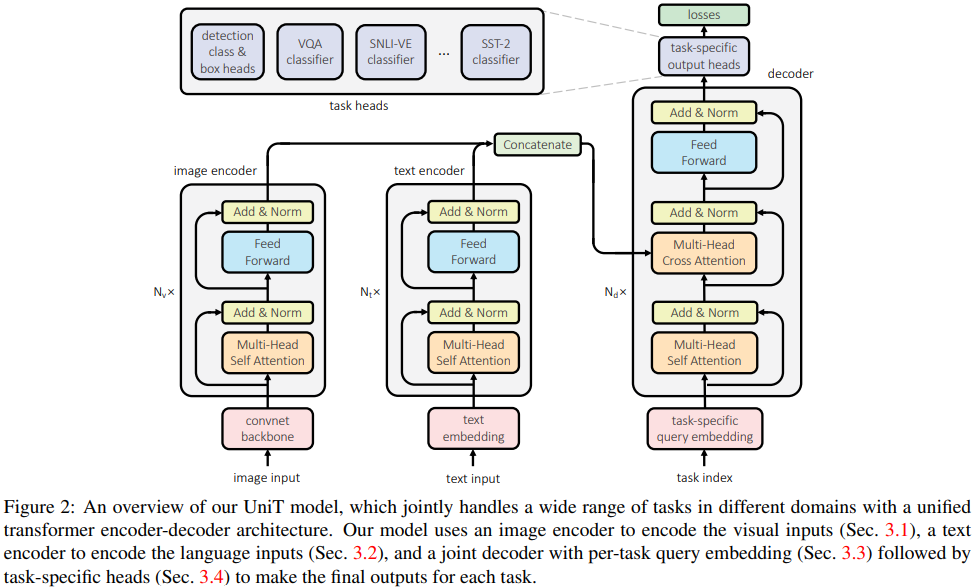 losses
detection
class &
box heads
VQA
classifier
SNLI-VE
classifier
...
SST-2
classifier
task heads
task-specific
output heads
decoder
Add & Norm
Feed
Forward
Add & Norm
Multi-Head
Cross Attention
Nd×
Add & Norm
Multi-Head
Self Attention
task-specific
query embedding
task index
Concatenate
image encoder
Add & Norm
Feed
Forward
Nv×
Add & Norm
Multi-Head
Self Attention
convnet
backbone
image input
text encoder
Add & Norm
Feed
Forward
Nt×
Add & Norm
Multi-Head
Self Attention
text
embedding
text input
Figure 2: An overview of our UniT model, which jointly handles a wide range of tasks in different domains with a unified
transformer encoder-decoder architecture. Our model uses an image encoder to encode the visual inputs (Sec. 3.1), a text
encoder to encode the language inputs (Sec. 3.2), and a joint decoder with per-task query embedding (Sec. 3.3) followed by
task-specific heads (Sec. 3.4) to make the final outputs for each task.